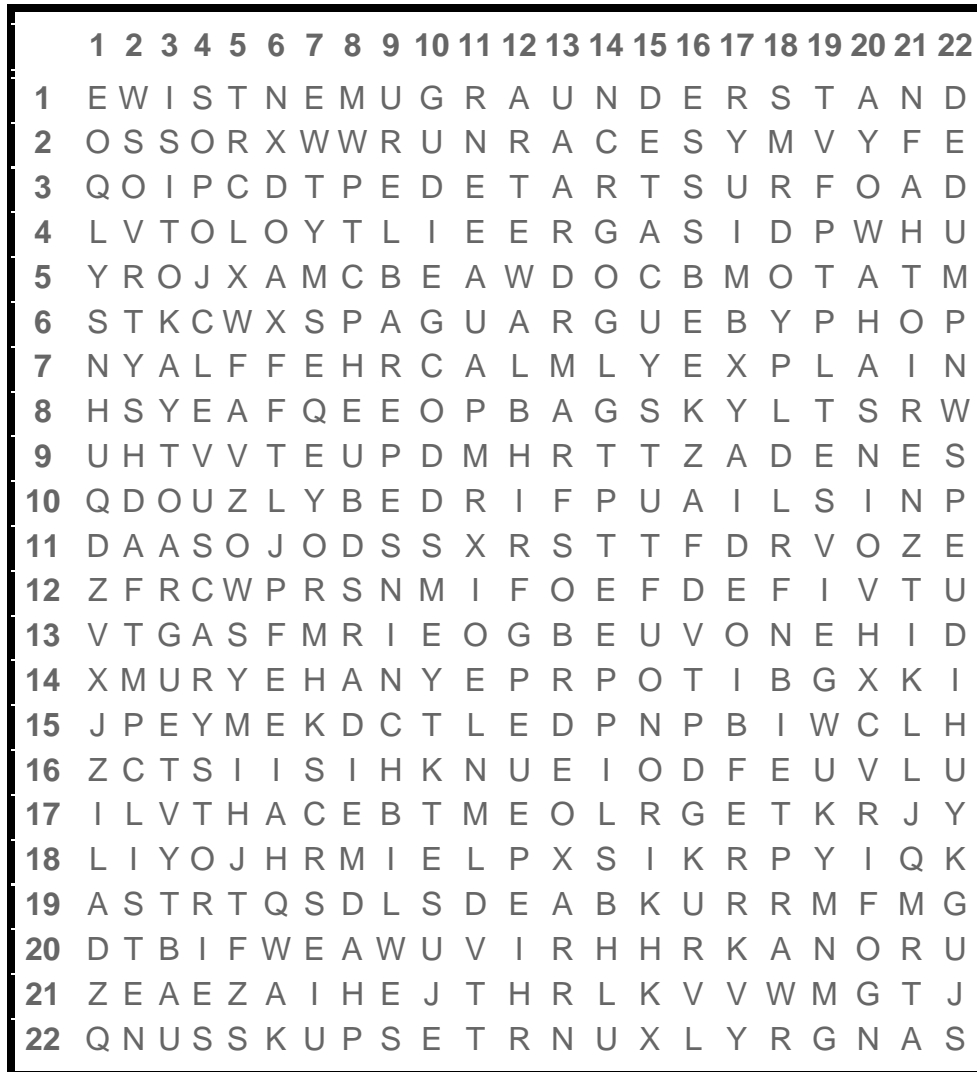 1 2 3 4 5 6 7 8 9 10 11 12 13 14 15 16 17 18 19 20 21 22
1 E W I S T N E M U G R A U N D E R S T A N D
2 O S S O R X W W R U N R A C E S Y M V Y F E
3 Q O I P C D T P E D E T A R T S U R F O A D
4 L V T O L O Y T L I E E R G A S I D P W H U
5 Y R O J X A M C B E A W D O C B M O T A T M
6 S T K C W X S P A G U A R G U E B Y P H O P
7 N Y A L F F E H R C A L M L Y E X P L A I N
8 H S Y E A F Q E E O P B A G S K Y L T S R W
9 U H T V V T E U P D M H R T T Z A D E N E S
10 Q D O U Z L Y B E D R I F P U A I L S I N P
11 D A A S O J O D S S X R S T T F D R V O Z E
12 Z F R C W P R S N M I F O E F D E F I V T U
13 V T G A S F M R I E O G B E U V O N E H I D
14 X M U R Y E H A N Y E P R P O T I B G X K I
15 J P E Y M E K D C T L E D P N P B I W C L H
16 Z C T S I I S I H K N U E I O D F E U V L U
17 I L V T H A C E B T M E O L R G E T K R J Y
18 L I Y O J H R M I E L P X S I K R P Y I Q K
19 A S T R T Q S D L S D E A B K U R R M F M G
20 D T B I F W E A W U V I R H H R K A N O R U
21 Z E A E Z A I H E J T H R L K V V W M G T J
22 Q N U S S K U P S E T R N U X L Y R G N A S